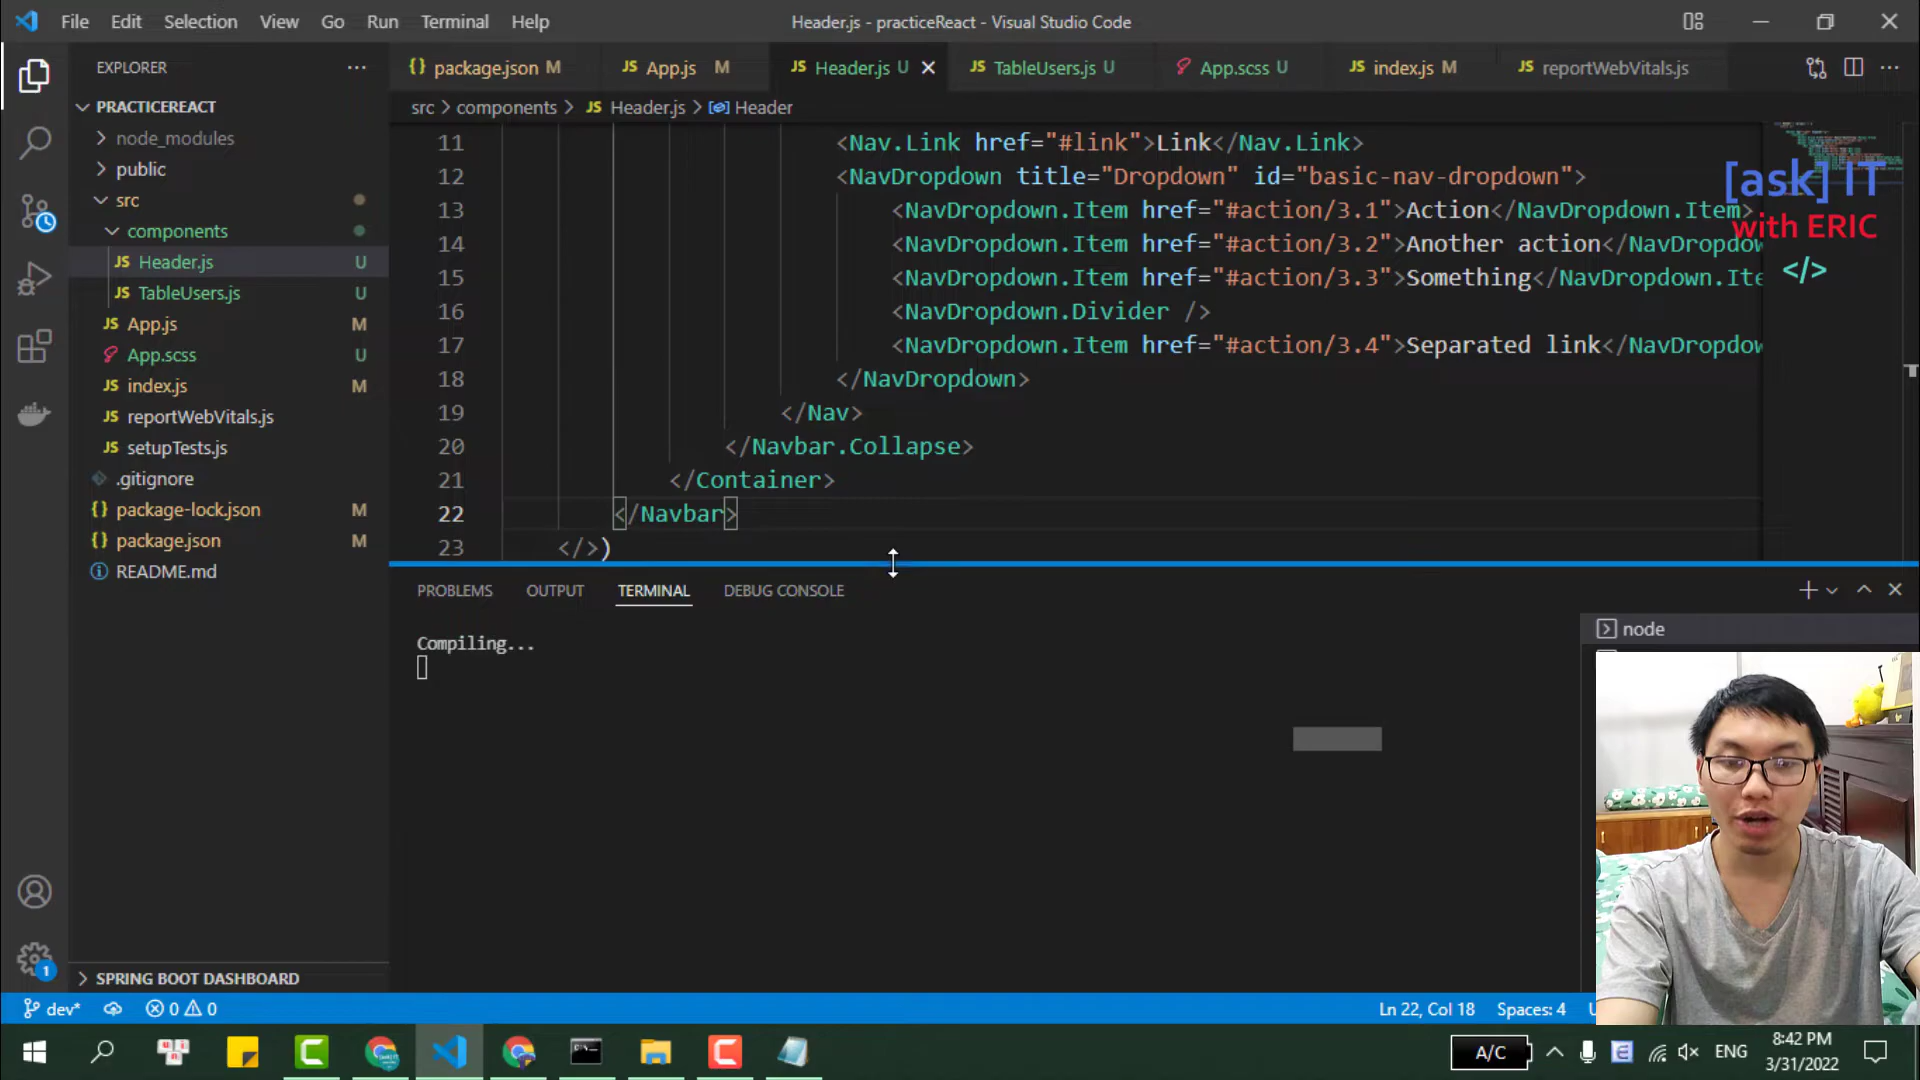 File Edit Selection View Go Run Terminal Help
Header.js - practiceReact - Visual Studio Code
EXPLORER
package.json M
App.js M
Header.js U
TableUsers.js U
App.scss U
index.js M
reportWebVitals.js
src > components > JS Header.js > Header
PRACTICEREACT
node_modules
public
src
components
JS Header.js U
JS TableUsers.js U
JS App.js M
App.scss U
JS index.js M
JS reportWebVitals.js
JS setupTests.js
.gitignore
{} package-lock.json M
{} package.json M
README.md
SPRING BOOT DASHBOARD
11 <Nav.Link href="#link">Link</Nav.Link>
12 <NavDropdown title="Dropdown" id="basic-nav-dropdown">
13 <NavDropdown.Item href="#action/3.1">Action</NavDropdown.Item>
14 <NavDropdown.Item href="#action/3.2">Another action</NavDropdow
15 <NavDropdown.Item href="#action/3.3">Something</NavDropdown.Ite
16 <NavDropdown.Divider />
17 <NavDropdown.Item href="#action/3.4">Separated link</NavDropdow
18 </NavDropdown>
19 </Nav>
20 </Navbar.Collapse>
21 </Container>
22 </Navbar>
23 </>)
[ask] IT
with ERIC
</>
PROBLEMS OUTPUT TERMINAL DEBUG CONSOLE
Compiling...
node
dev* 0 0
Ln 22, Col 18 Spaces: 4
A/C
ENG
8:42 PM
3/31/2022